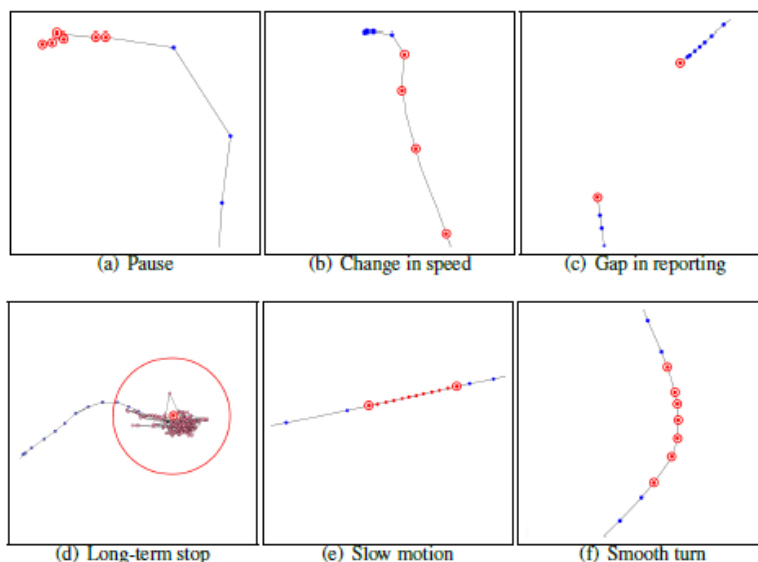 (a) Pause
(b) Change in speed
(c) Gap in reporting
(d) Long-term stop
(e) Slow motion
(f) Smooth turn